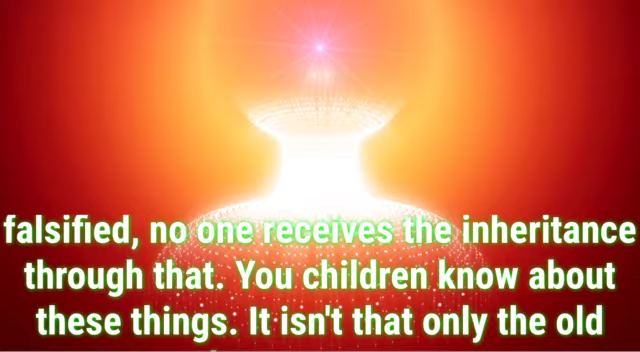 falsified, no one receives the inheritance
through that. You children know about
these things. It isn't that only the old